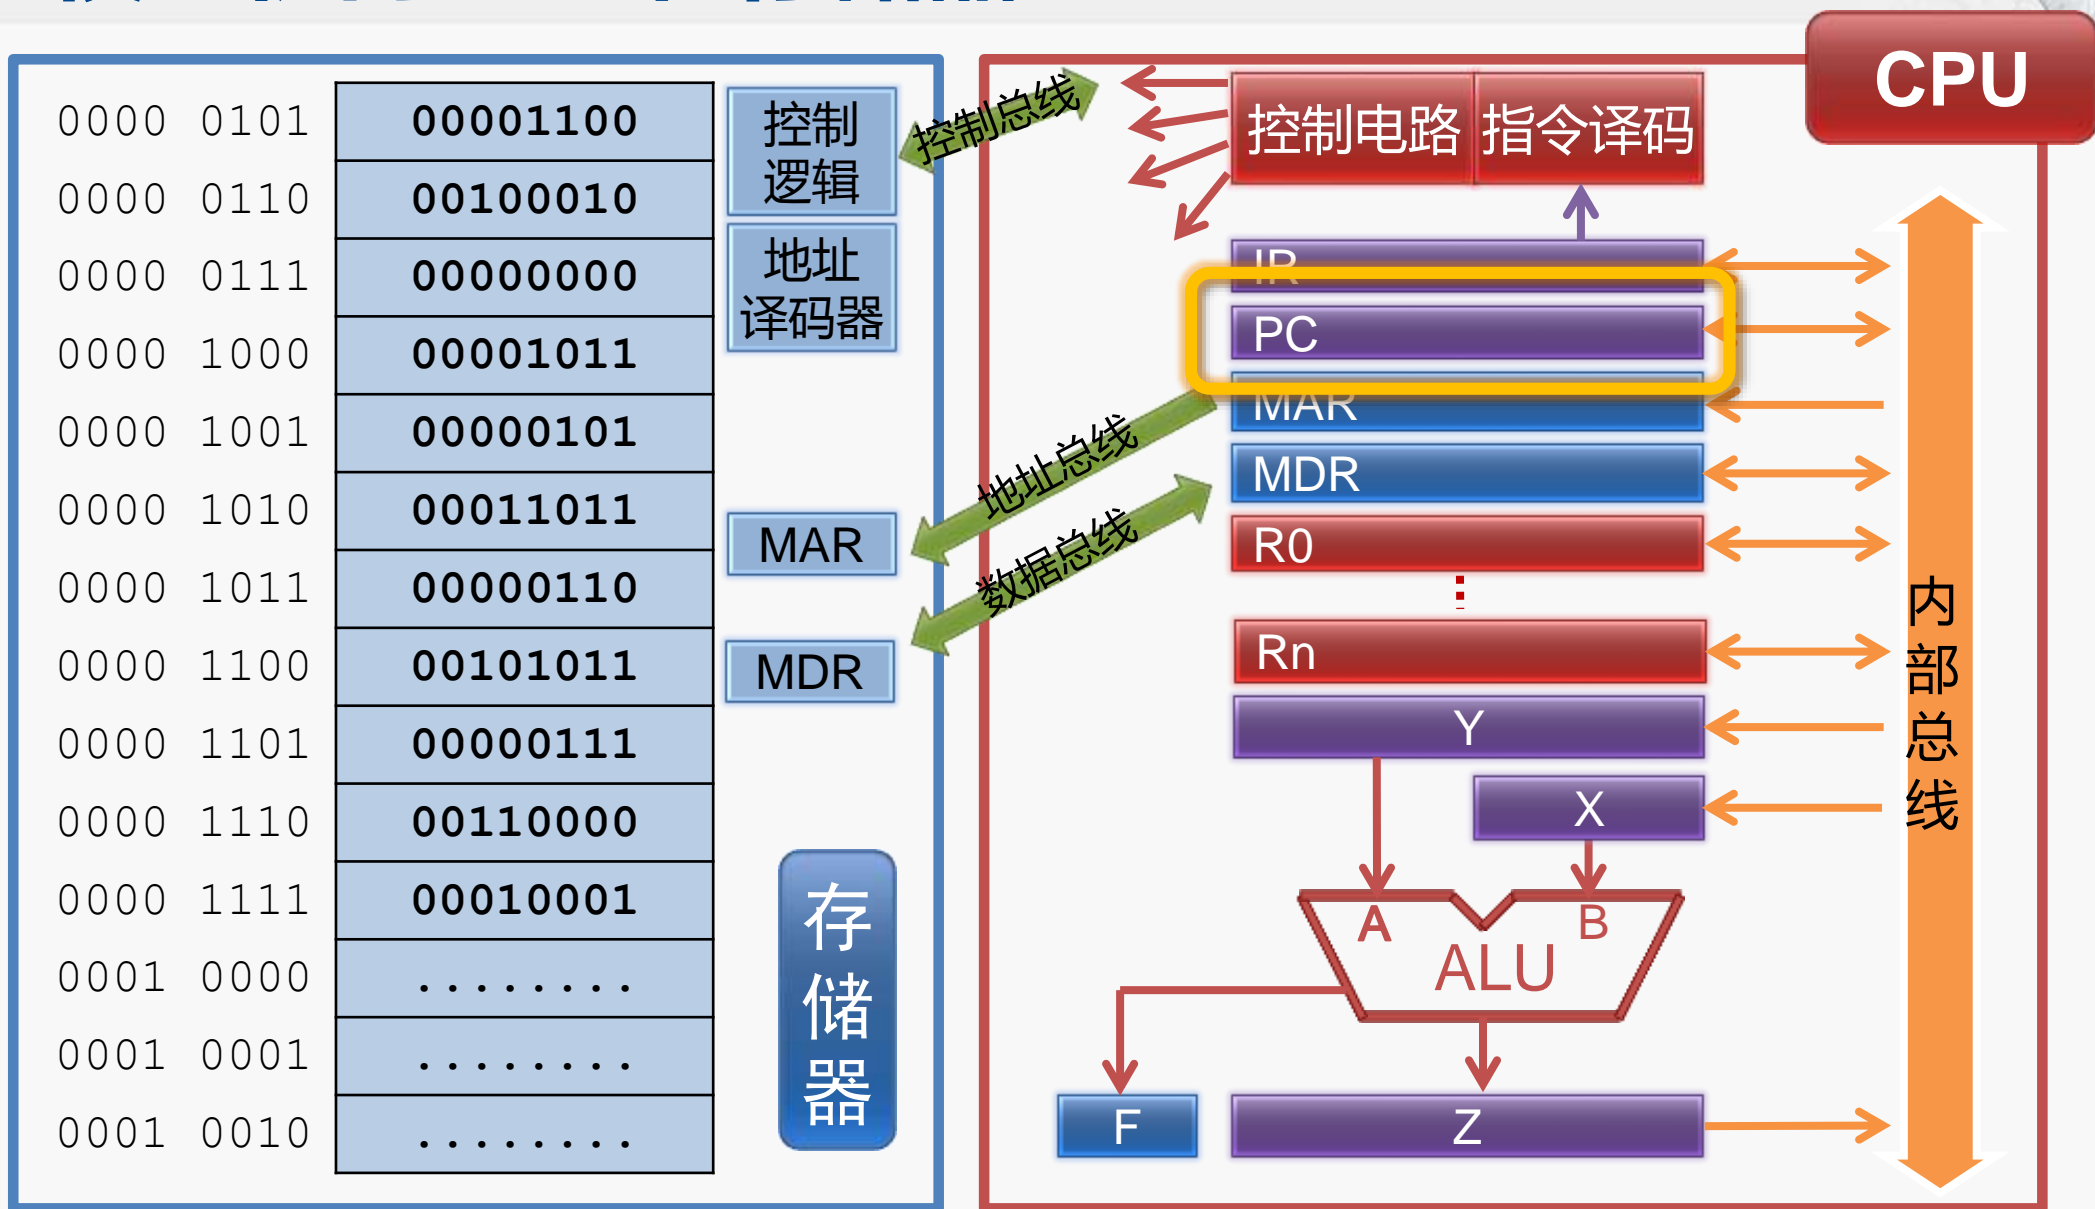 CPU
0000 0101 00001100
0000 0110 00100010
0000 0111 00000000
0000 1000 00001011
0000 1001 00000101
0000 1010 00011011
0000 1011 00000110
0000 1100 00101011
0000 1101 00000111
0000 1110 00110000
0000 1111 00010001
0001 0000 ........
0001 0001 ........
0001 0010 ........
控制
逻辑
地址
译码器
MAR
MDR
存
储
器
控制总线
地址总线
数据总线
控制电路 指令译码
IR
PC
MAR
MDR
R0
Rn
Y
X
A B
ALU
F Z
内
部
总
线